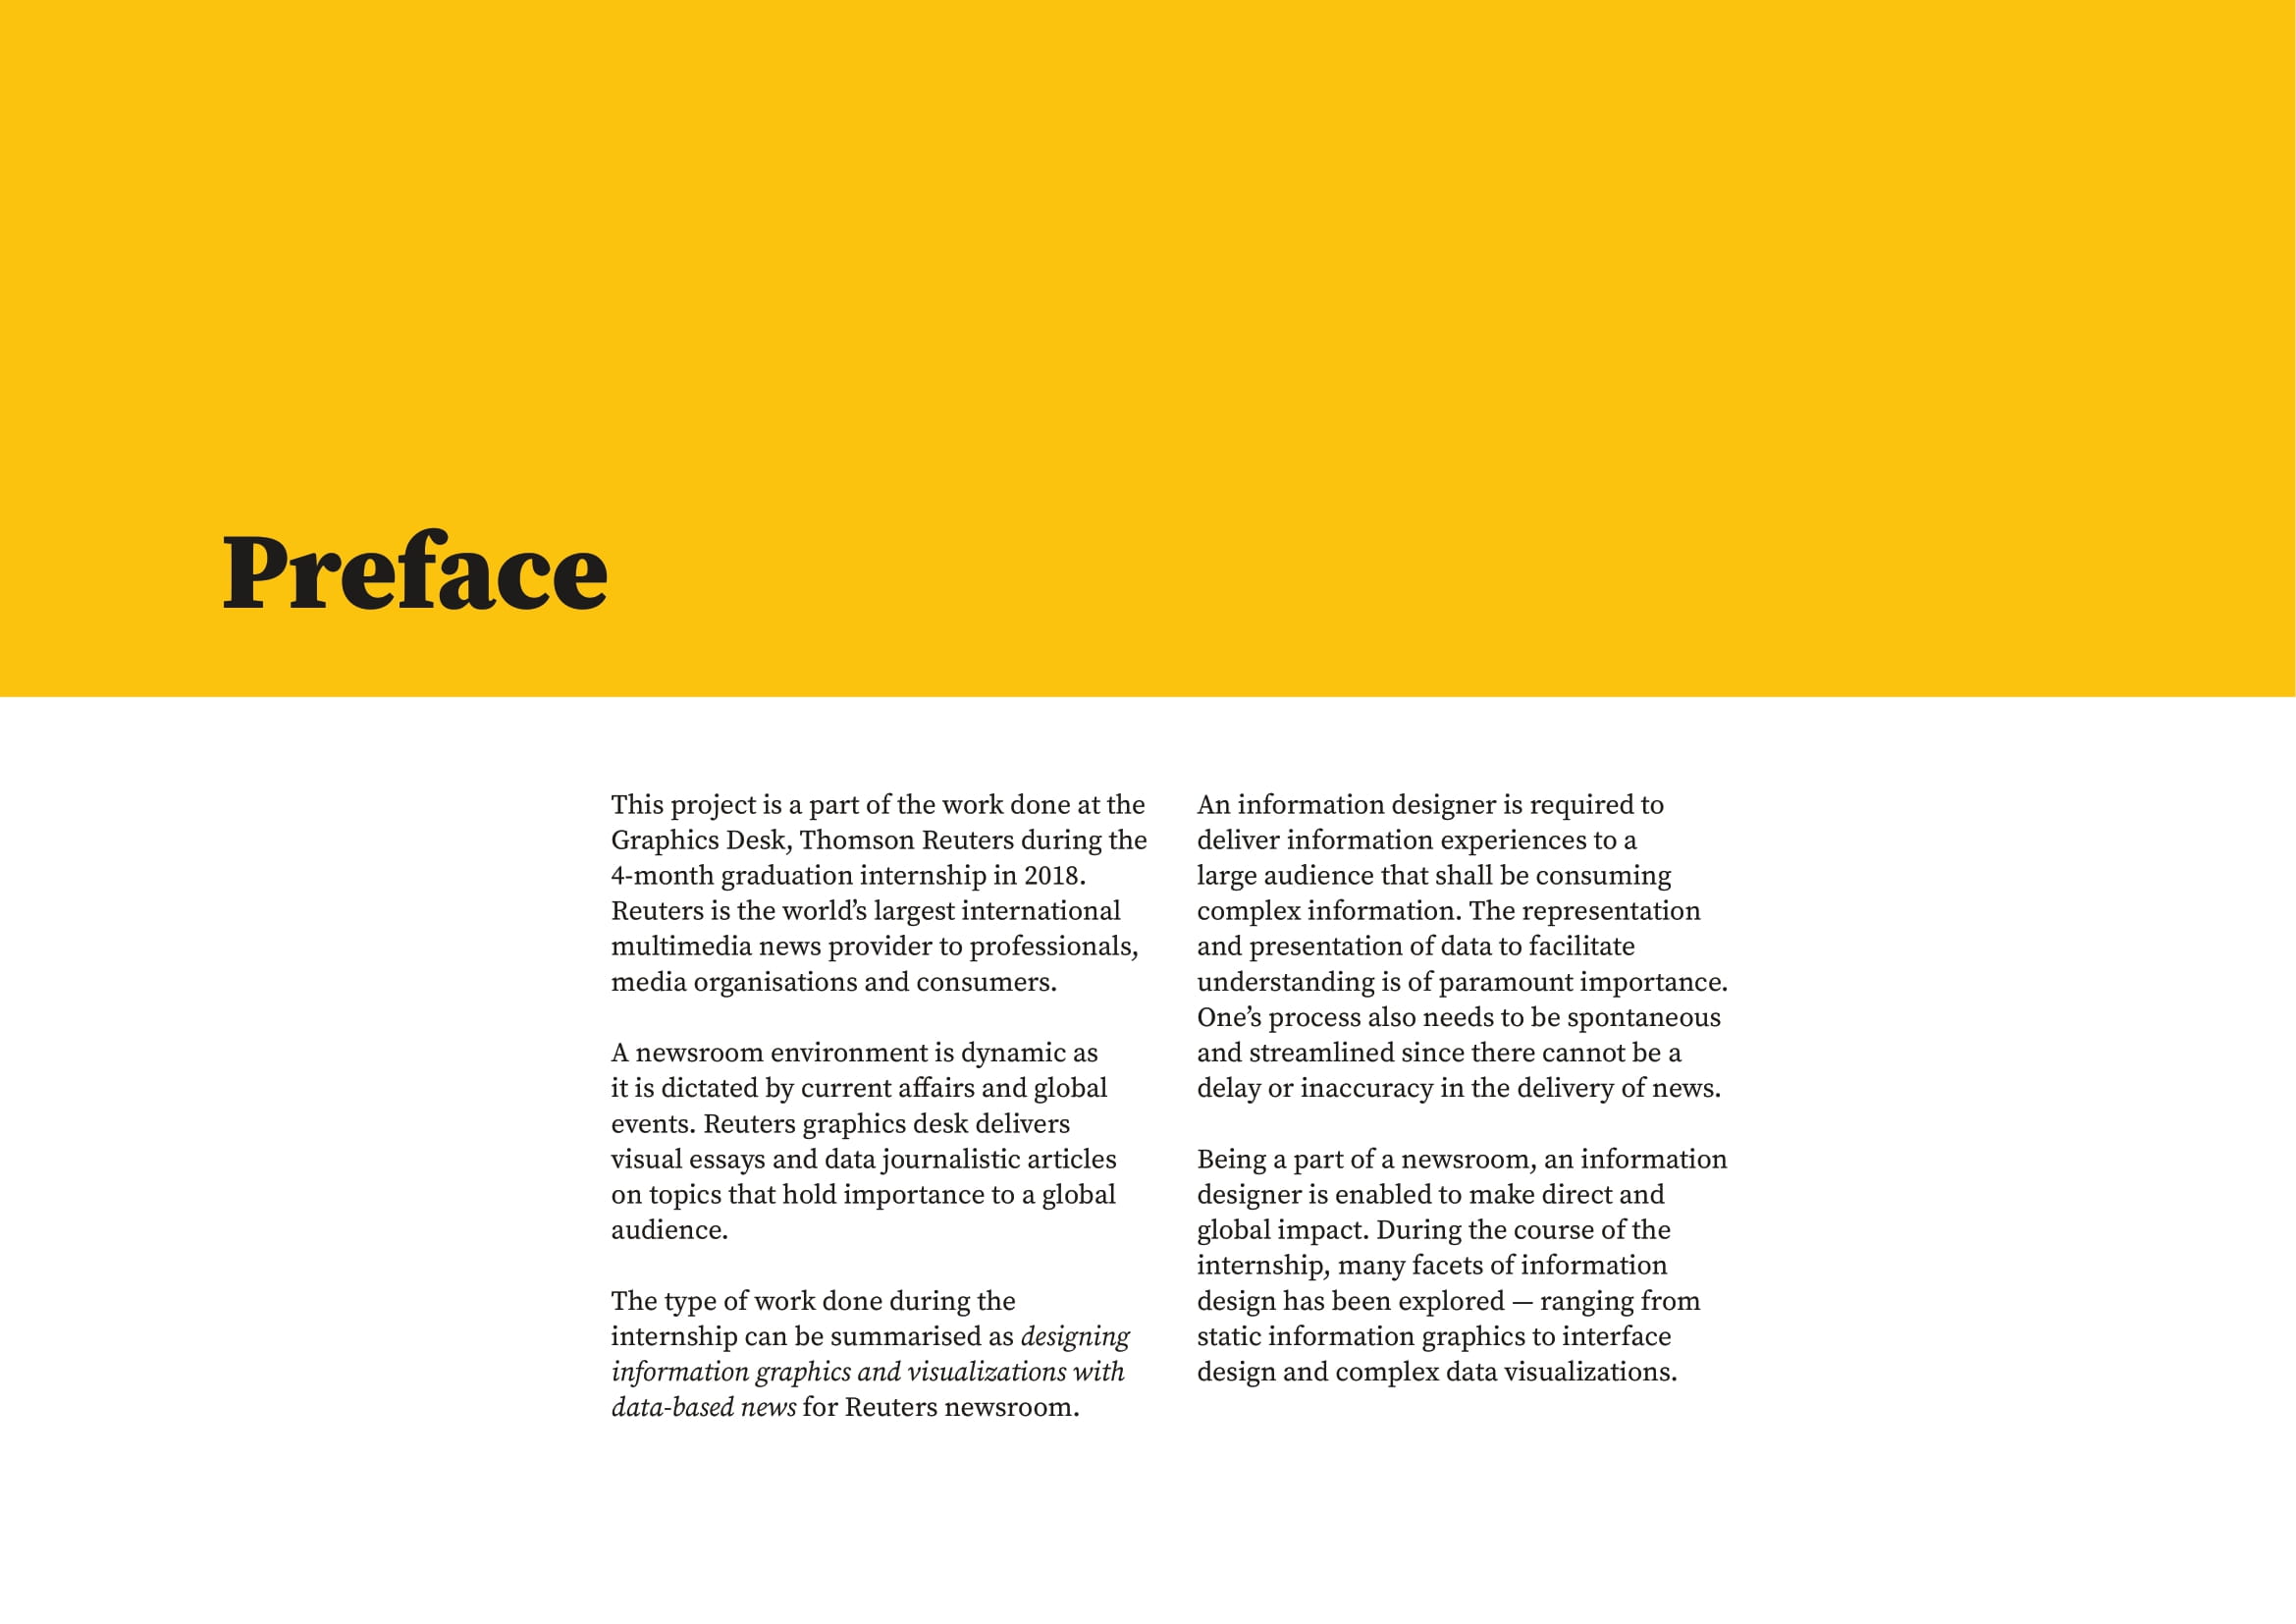 Preface
This project is a part of the work done at the
Graphics Desk, Thomson Reuters during the
4-month graduation internship in 2018.
Reuters is the world’s largest international
multimedia news provider to professionals,
media organisations and consumers.
A newsroom environment is dynamic as
it is dictated by current affairs and global
events. Reuters graphics desk delivers
visual essays and data journalistic articles
on topics that hold importance to a global
audience.
The type of work done during the
internship can be summarised as designing
information graphics and visualizations with
data-based news for Reuters newsroom.
An information designer is required to
deliver information experiences to a
large audience that shall be consuming
complex information. The representation
and presentation of data to facilitate
understanding is of paramount importance.
One’s process also needs to be spontaneous
and streamlined since there cannot be a
delay or inaccuracy in the delivery of news.
Being a part of a newsroom, an information
designer is enabled to make direct and
global impact. During the course of the
internship, many facets of information
design has been explored — ranging from
static information graphics to interface
design and complex data visualizations.